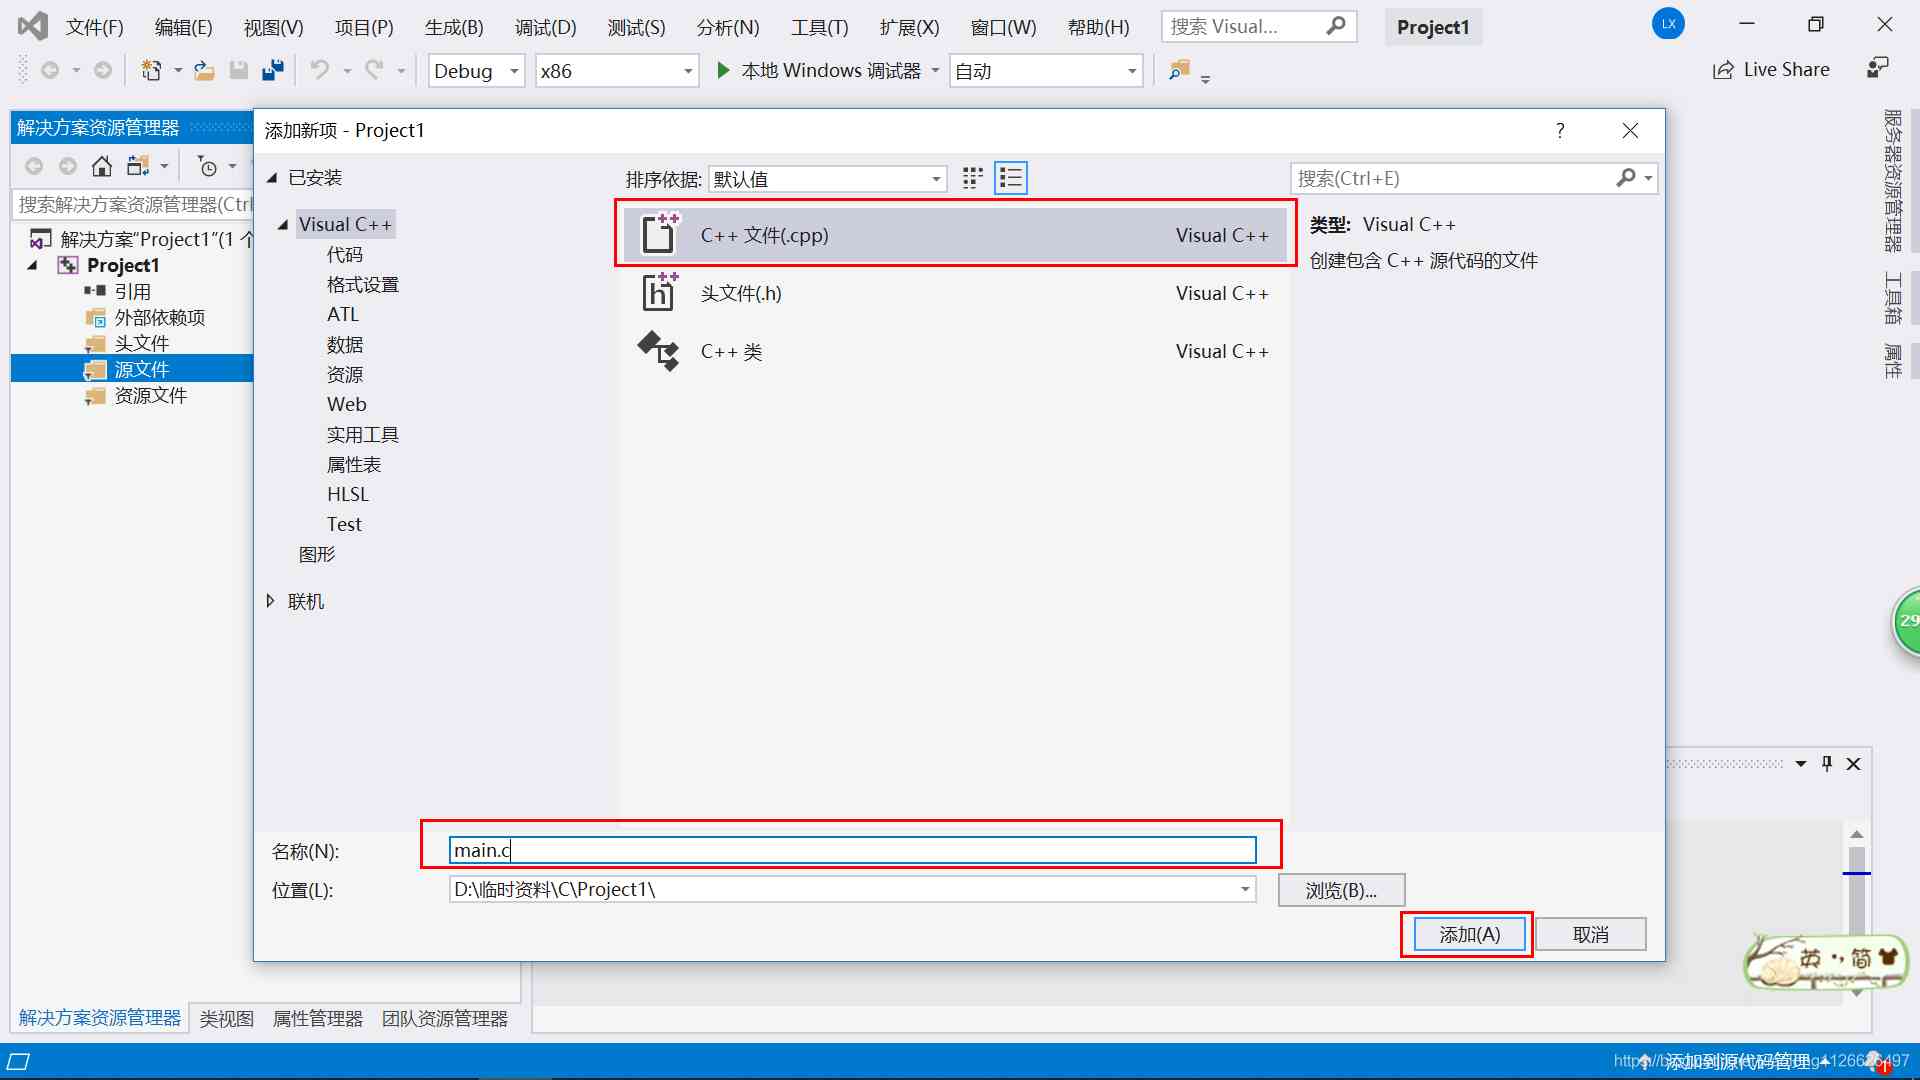 文件(F) 编辑(E) 视图(V) 项目(P) 生成(B) 调试(D) 测试(S) 分析(N) 工具(T) 扩展(X) 窗口(W) 帮助(H) 搜索 Visual... Project1 LX
Debug x86 本地 Windows 调试器 自动 Live Share
解决方案资源管理器
搜索解决方案资源管理器(Ctrl
解决方案"Project1"(1 个
Project1
引用
外部依赖项
头文件
源文件
资源文件
添加新项 - Project1 ?
已安装
Visual C++
代码
格式设置
ATL
数据
资源
Web
实用工具
属性表
HLSL
Test
图形
联机
排序依据: 默认值
搜索(Ctrl+E)
C++ 文件(.cpp) Visual C++
头文件(.h) Visual C++
C++ 类 Visual C++
类型: Visual C++
创建包含 C++ 源代码的文件
名称(N): main.c
位置(L): D:\临时资料\C\Project1\ 浏览(B)...
添加(A) 取消
服务器资源管理器
工具箱
属性
29
英 简
解决方案资源管理器 类视图 属性管理器 团队资源管理器
添加到源代码管理 1